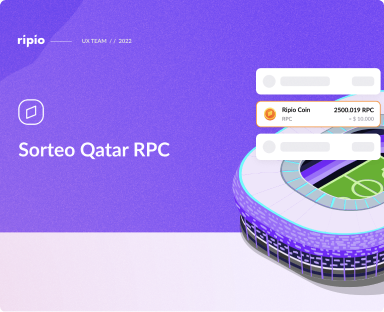 ripio
UX TEAM // 2022
Sorteo Qatar RPC
Ripio Coin
2500.019 RPC
RPC
≈ $ 10.000